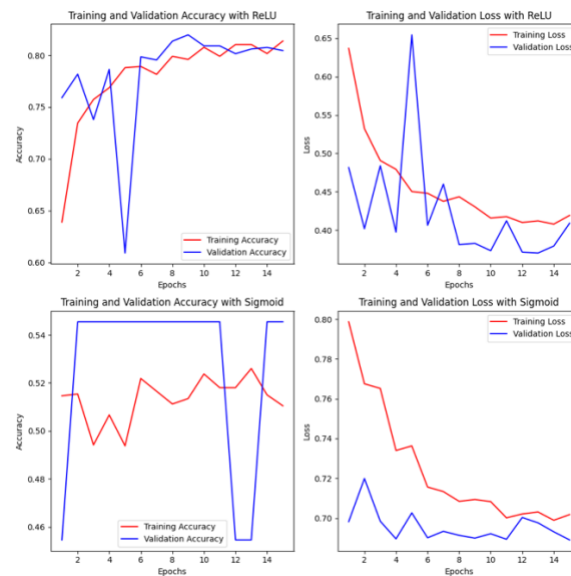 Training and Validation Accuracy with ReLU
0.80
0.75
0.70
0.65
0.60
Accuracy
Training Accuracy
Validation Accuracy
2 4 6 8 10 12 14
Epochs
Training and Validation Loss with ReLU
0.65
0.60
0.55
0.50
0.45
0.40
Loss
Training Loss
Validation Loss
2 4 6 8 10 12 14
Epochs
Training and Validation Accuracy with Sigmoid
0.54
0.52
0.50
0.48
0.46
Accuracy
Training Accuracy
Validation Accuracy
2 4 6 8 10 12 14
Epochs
Training and Validation Loss with Sigmoid
0.80
0.78
0.76
0.74
0.72
0.70
Loss
Training Loss
Validation Loss
2 4 6 8 10 12 14
Epochs